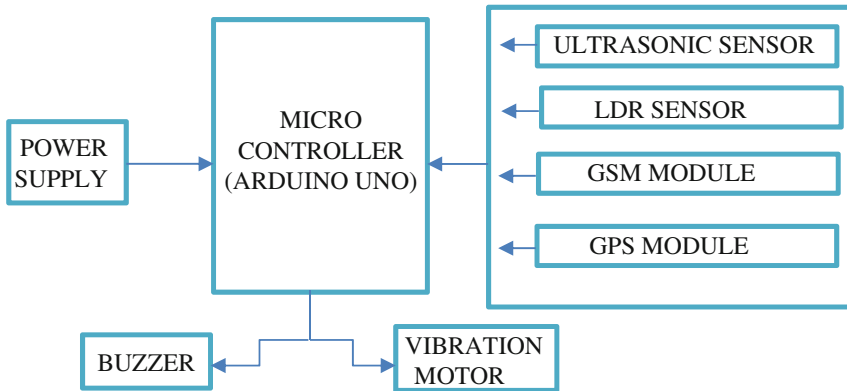 POWER
SUPPLY
MICRO
CONTROLLER
(ARDUINO UNO)
ULTRASONIC SENSOR
LDR SENSOR
GSM MODULE
GPS MODULE
BUZZER
VIBRATION
MOTOR